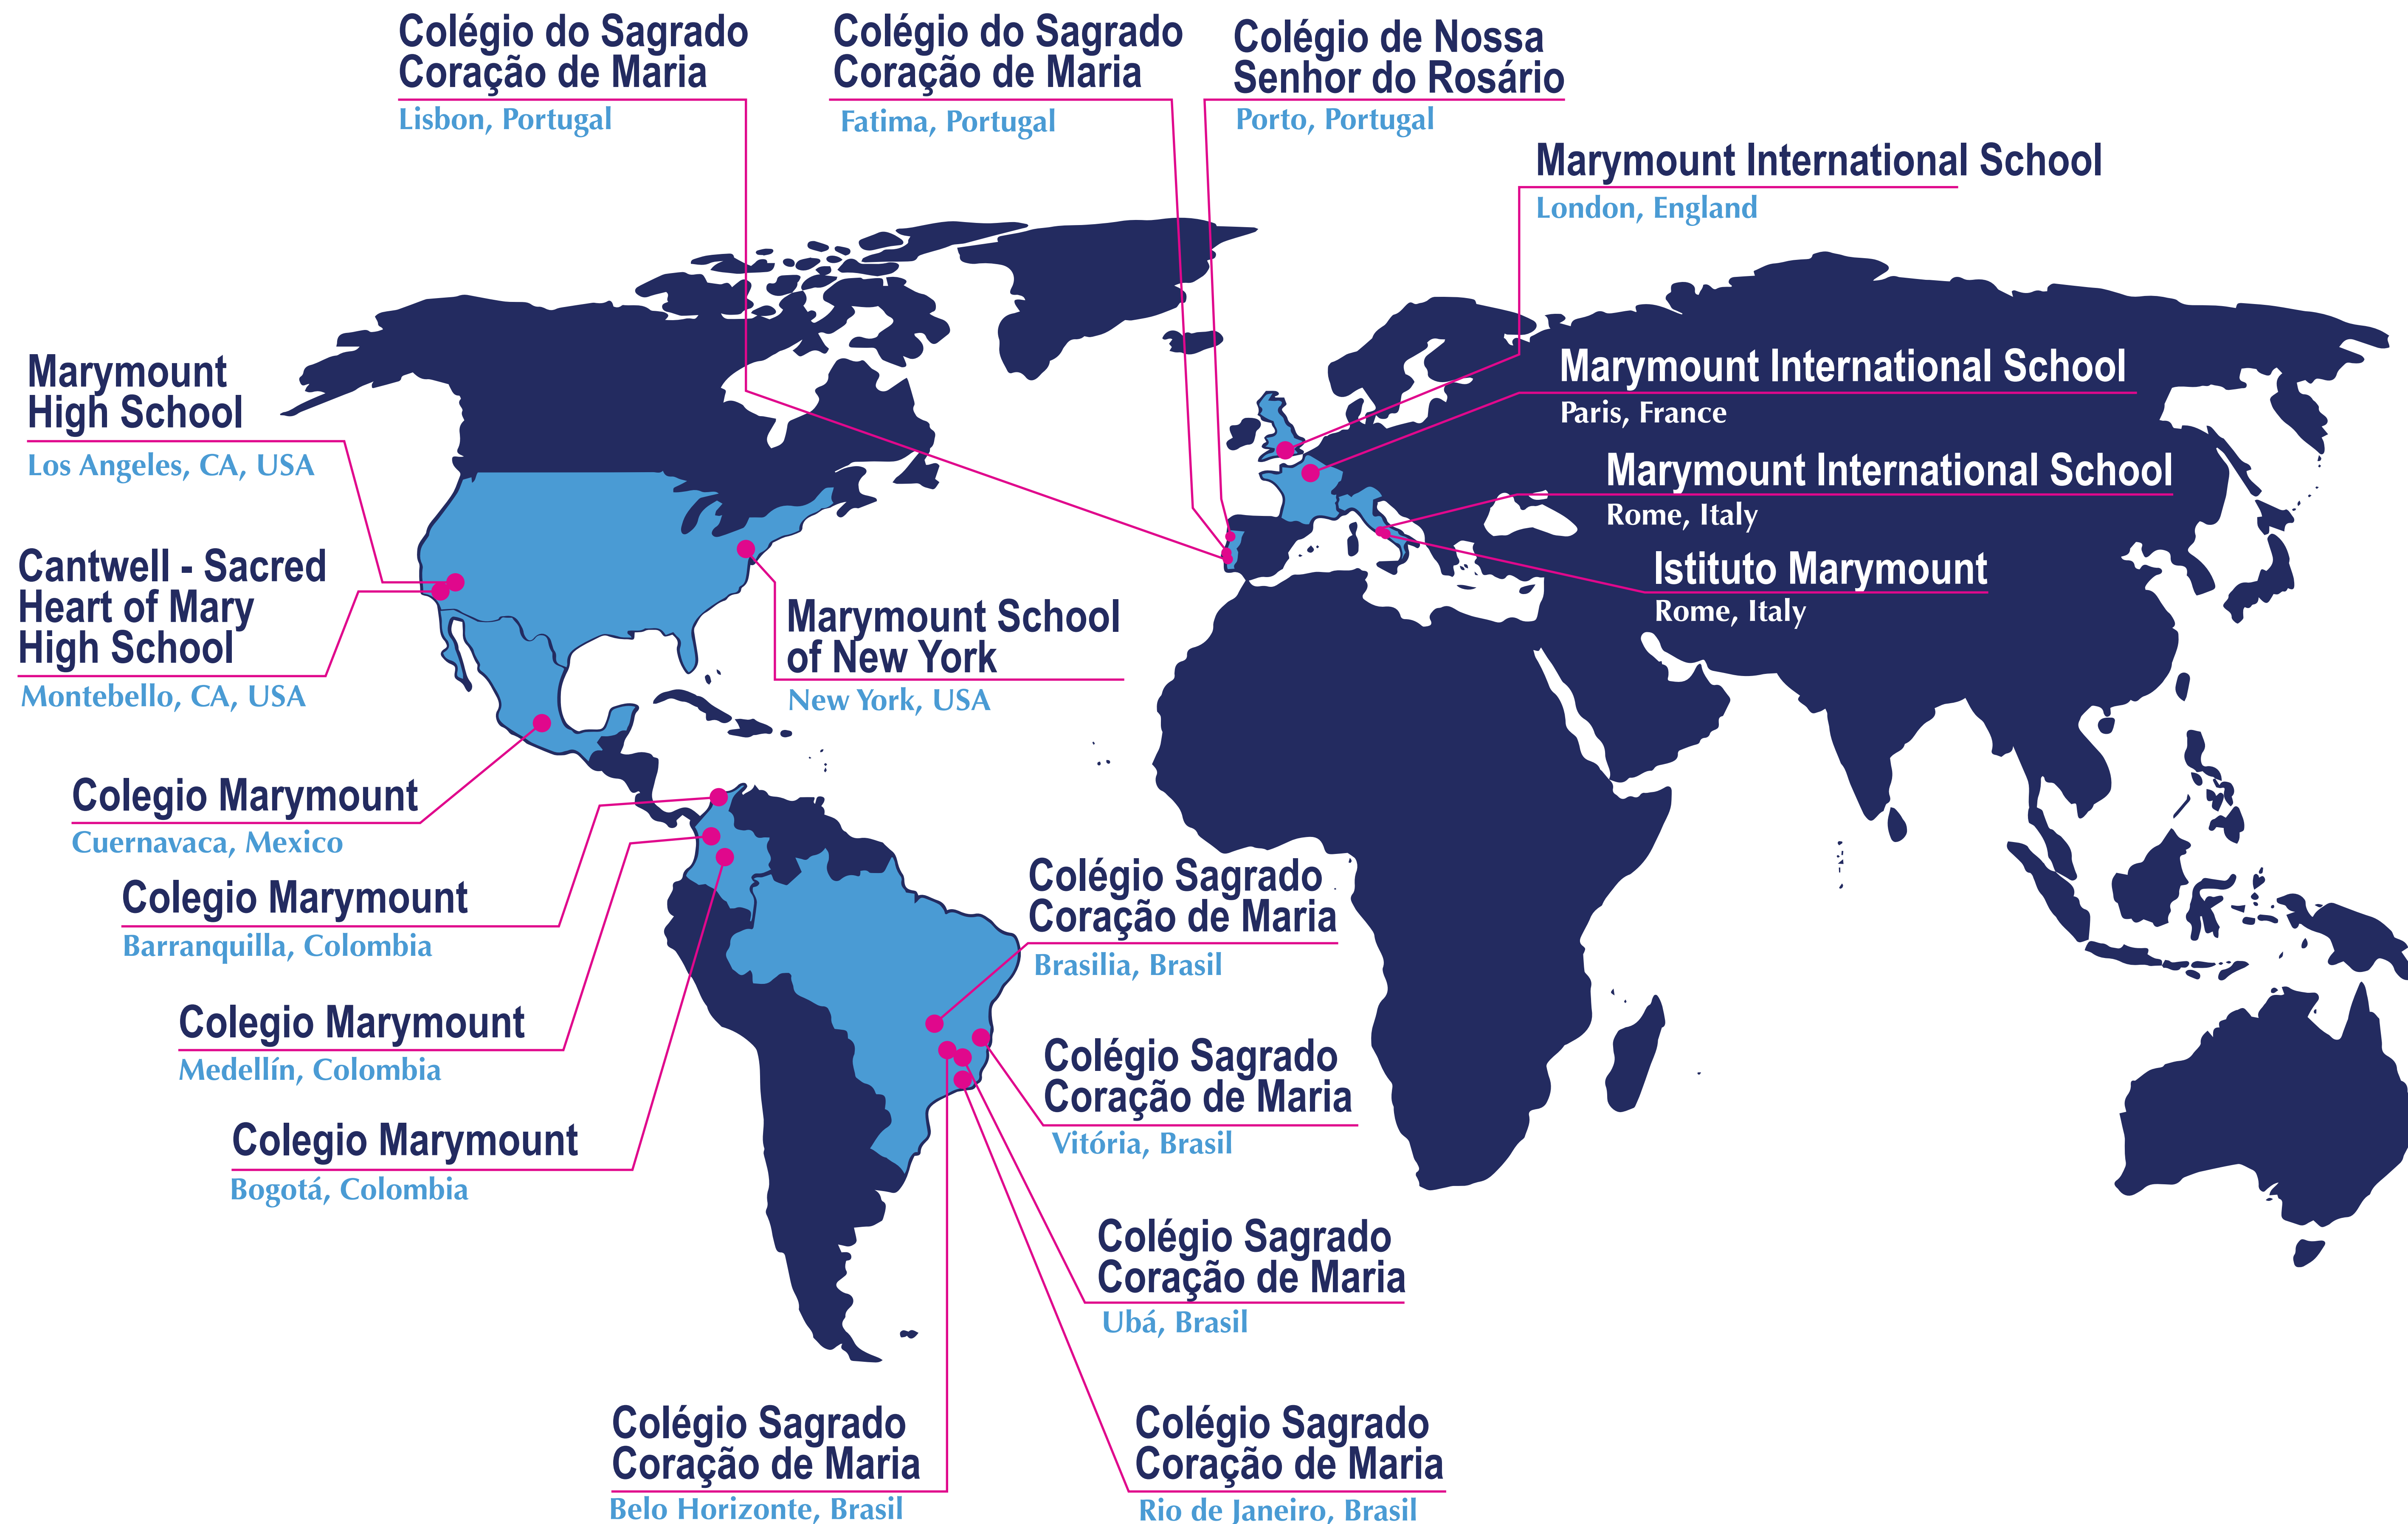 Colégio do Sagrado
Coração de Maria
Lisbon, Portugal
Colégio do Sagrado
Coração de Maria
Fatima, Portugal
Colégio de Nossa
Senhor do Rosário
Porto, Portugal
Marymount International School
London, England
Marymount International School
Paris, France
Marymount International School
Rome, Italy
Istituto Marymount
Rome, Italy
Marymount
High School
Los Angeles, CA, USA
Cantwell - Sacred
Heart of Mary
High School
Montebello, CA, USA
Marymount School
of New York
New York, USA
Colegio Marymount
Cuernavaca, Mexico
Colegio Marymount
Barranquilla, Colombia
Colegio Marymount
Medellín, Colombia
Colegio Marymount
Bogotá, Colombia
Colégio Sagrado
Coração de Maria
Brasilia, Brasil
Colégio Sagrado
Coração de Maria
Vitória, Brasil
Colégio Sagrado
Coração de Maria
Ubá, Brasil
Colégio Sagrado
Coração de Maria
Belo Horizonte, Brasil
Colégio Sagrado
Coração de Maria
Rio de Janeiro, Brasil